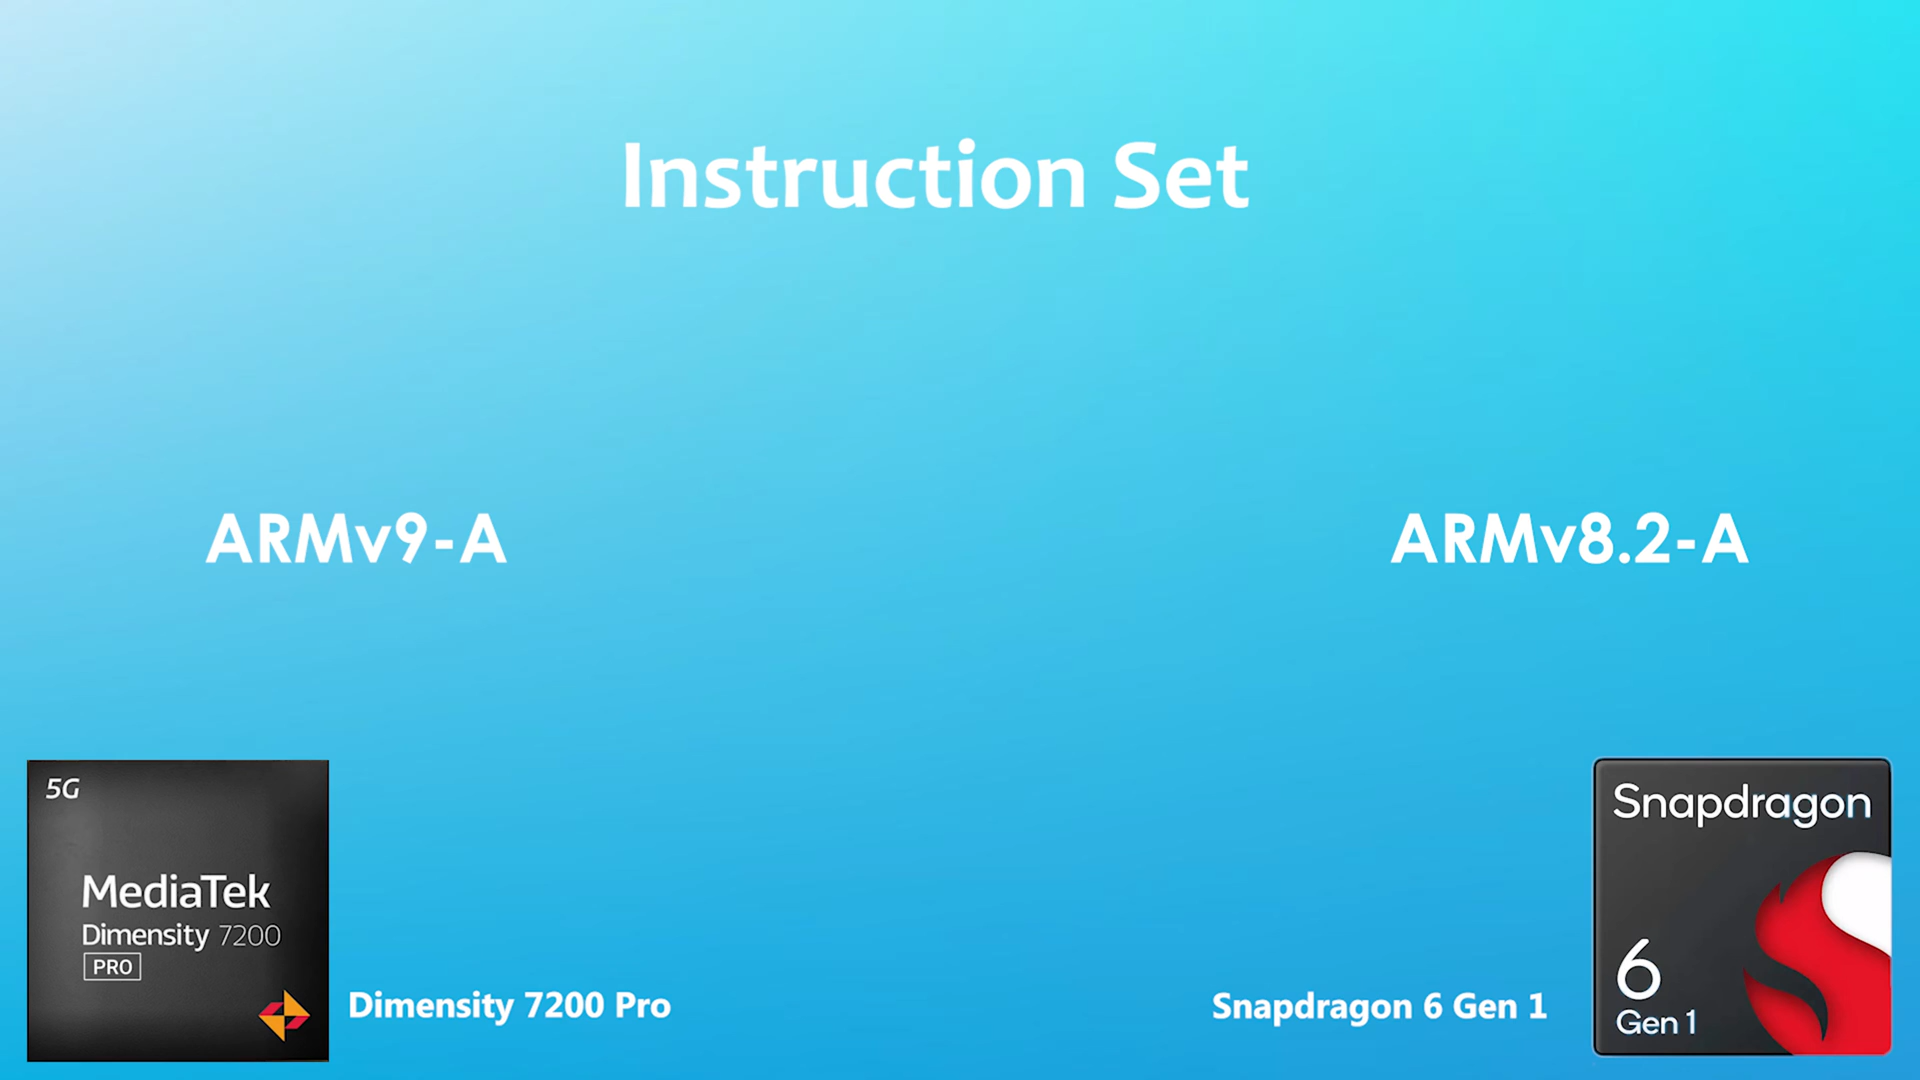 Instruction Set
ARMv9-A
ARMv8.2-A
5G
MediaTek
Dimensity 7200
PRO
Dimensity 7200 Pro
Snapdragon 6 Gen 1
Snapdragon
6
Gen 1